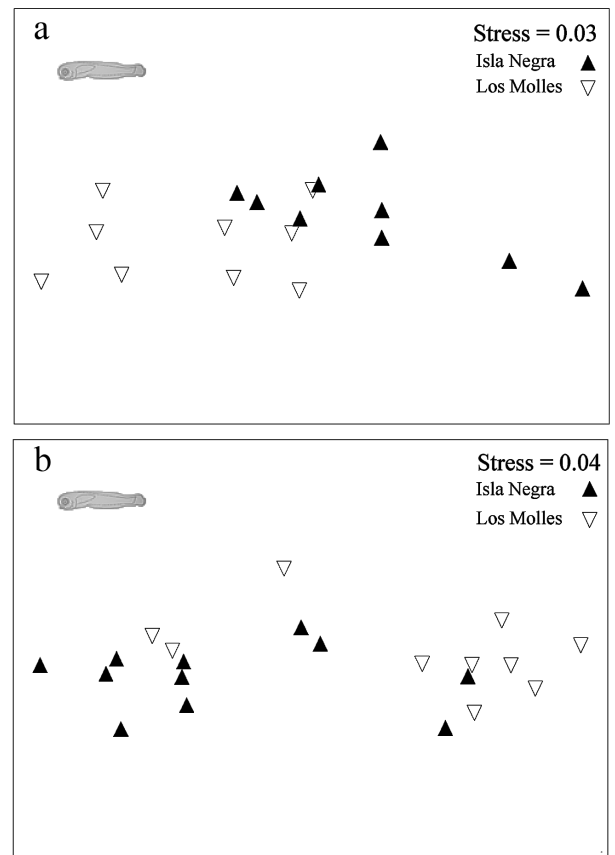 a
Stress = 0.03
Isla Negra
Los Molles
b
Stress = 0.04
Isla Negra
Los Molles